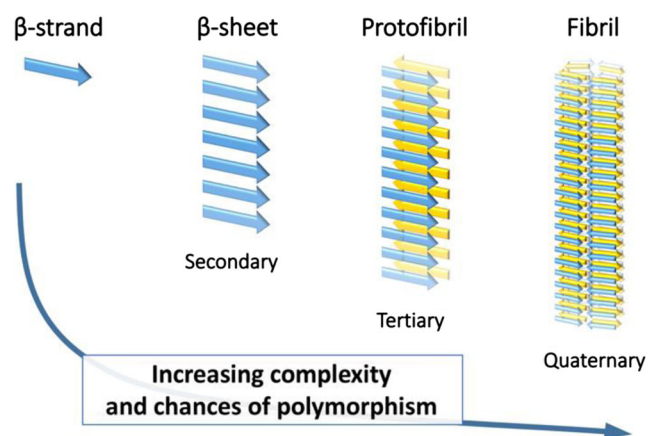 β-strand
β-sheet
Protofibril
Fibril
Secondary
Tertiary
Quaternary
Increasing complexity
and chances of polymorphism